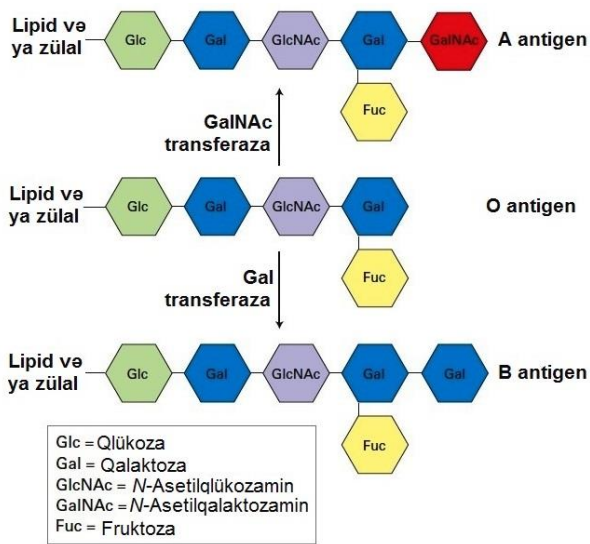 Lipid və
ya zülal
Glc
Gal
GlcNAc
Gal
GalNAc
A antigen
Fuc
GalNAc
transferaza
Lipid və
ya zülal
Glc
Gal
GlcNAc
Gal
O antigen
Fuc
Gal
transferaza
Lipid və
ya zülal
Glc
Gal
GlcNAc
Gal
Gal
B antigen
Fuc
Glc = Qlükoza
Gal = Qalaktoza
GlcNAc = N-Asetilqlükozamin
GalNAc = N-Asetilqalaktozamin
Fuc = Fruktoza